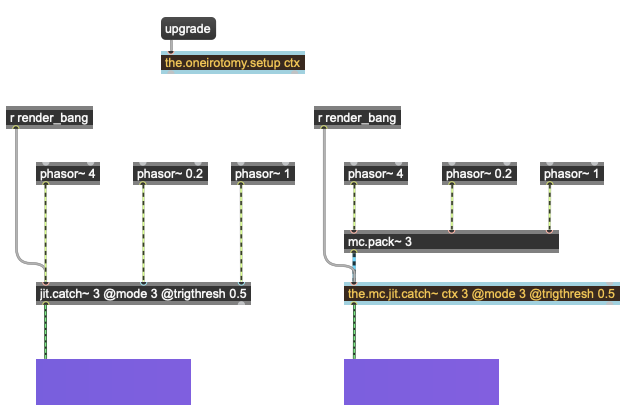 upgrade
the.oneirotomy.setup ctx
r render_bang
r render_bang
phasor~ 4
phasor~ 0.2
phasor~ 1
phasor~ 4
phasor~ 0.2
phasor~ 1
mc.pack~ 3
jit.catch~ 3 @mode 3 @trigthresh 0.5
the.mc.jit.catch~ ctx 3 @mode 3 @trigthresh 0.5